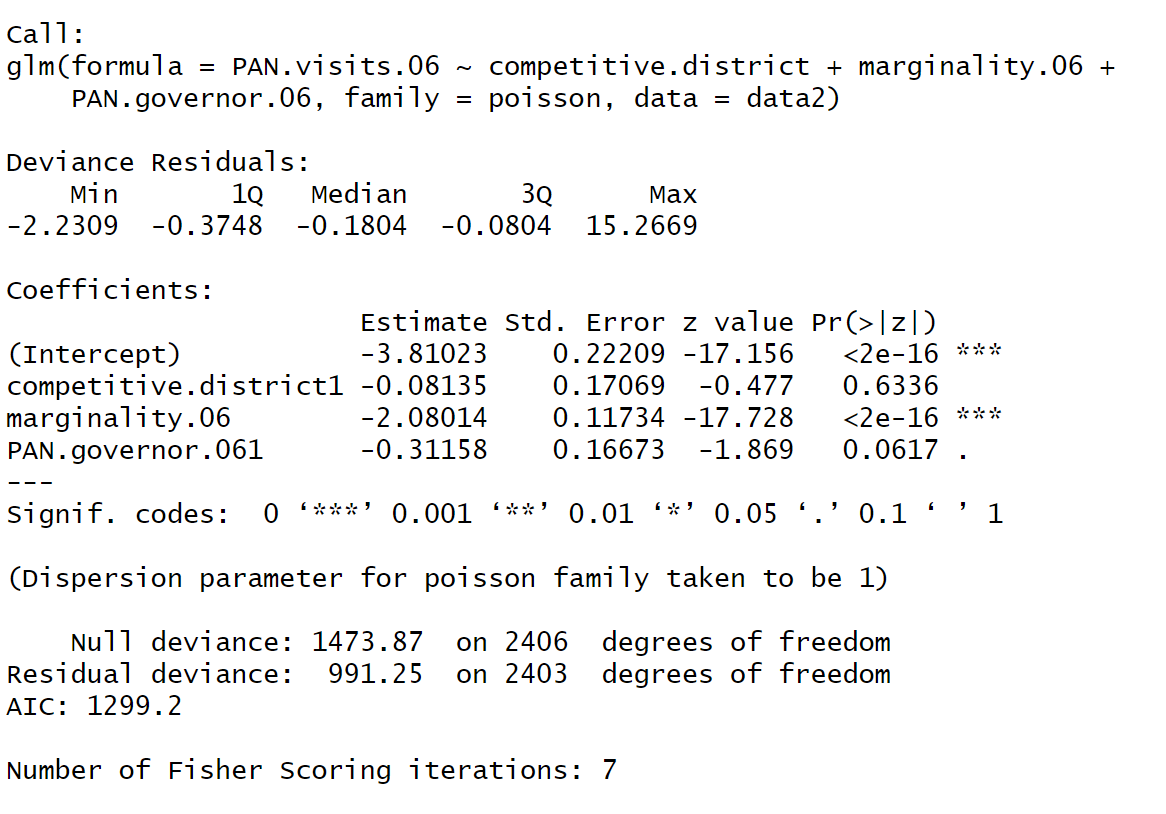 Call:
glm(formula = PAN.visits.06 ~ competitive.district + marginality.06 +
    PAN.governor.06, family = poisson, data = data2)

Deviance Residuals:
    Min       1Q   Median       3Q      Max
-2.2309  -0.3748  -0.1804  -0.0804  15.2669

Coefficients:
                      Estimate Std. Error z value Pr(>|z|)
(Intercept)           -3.81023    0.22209 -17.156   <2e-16 ***
competitive.district1 -0.08135    0.17069  -0.477   0.6336
marginality.06        -2.08014    0.11734 -17.728   <2e-16 ***
PAN.governor.061      -0.31158    0.16673  -1.869   0.0617 .
---
Signif. codes:  0 ‘***’ 0.001 ‘**’ 0.01 ‘*’ 0.05 ‘.’ 0.1 ‘ ’ 1

(Dispersion parameter for poisson family taken to be 1)

    Null deviance: 1473.87  on 2406  degrees of freedom
Residual deviance:  991.25  on 2403  degrees of freedom
AIC: 1299.2

Number of Fisher Scoring iterations: 7